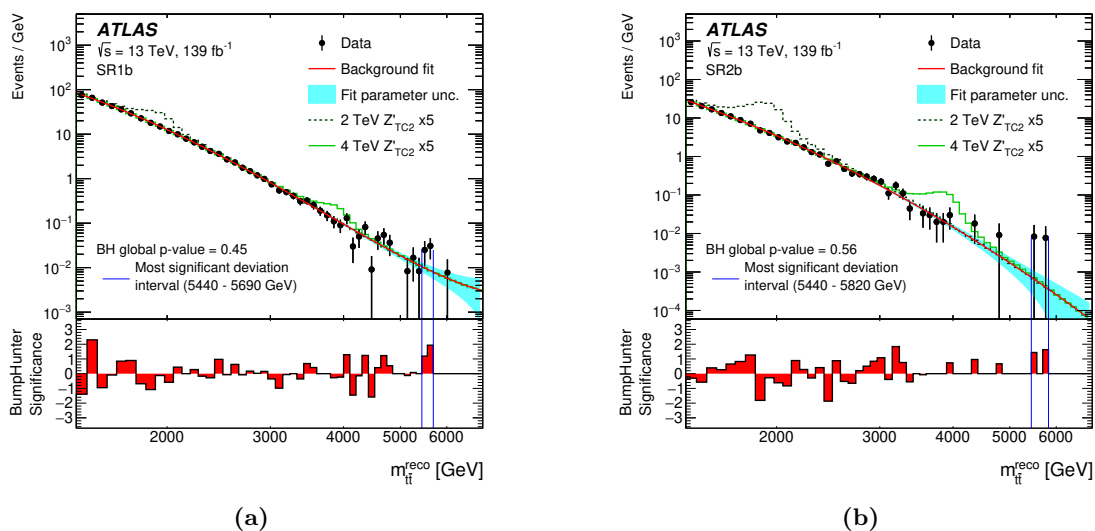 ATLAS
√s = 13 TeV, 139 fb⁻¹
SR1b
Data
Background fit
Fit parameter unc.
2 TeV Z'TC2 x5
4 TeV Z'TC2 x5
BH global p-value = 0.45
Most significant deviation
interval (5440 - 5690 GeV)
Events / GeV
10³
10²
10
1
10⁻¹
10⁻²
10⁻³
BumpHunter
Significance
3
2
1
0
−1
−2
−3
2000 3000 4000 5000 6000
m_tt̄^reco [GeV]
(a)
ATLAS
√s = 13 TeV, 139 fb⁻¹
SR2b
Data
Background fit
Fit parameter unc.
2 TeV Z'TC2 x5
4 TeV Z'TC2 x5
BH global p-value = 0.56
Most significant deviation
interval (5440 - 5820 GeV)
Events / GeV
10³
10²
10
1
10⁻¹
10⁻²
10⁻³
10⁻⁴
BumpHunter
Significance
3
2
1
0
−1
−2
−3
2000 3000 4000 5000 6000
m_tt̄^reco [GeV]
(b)